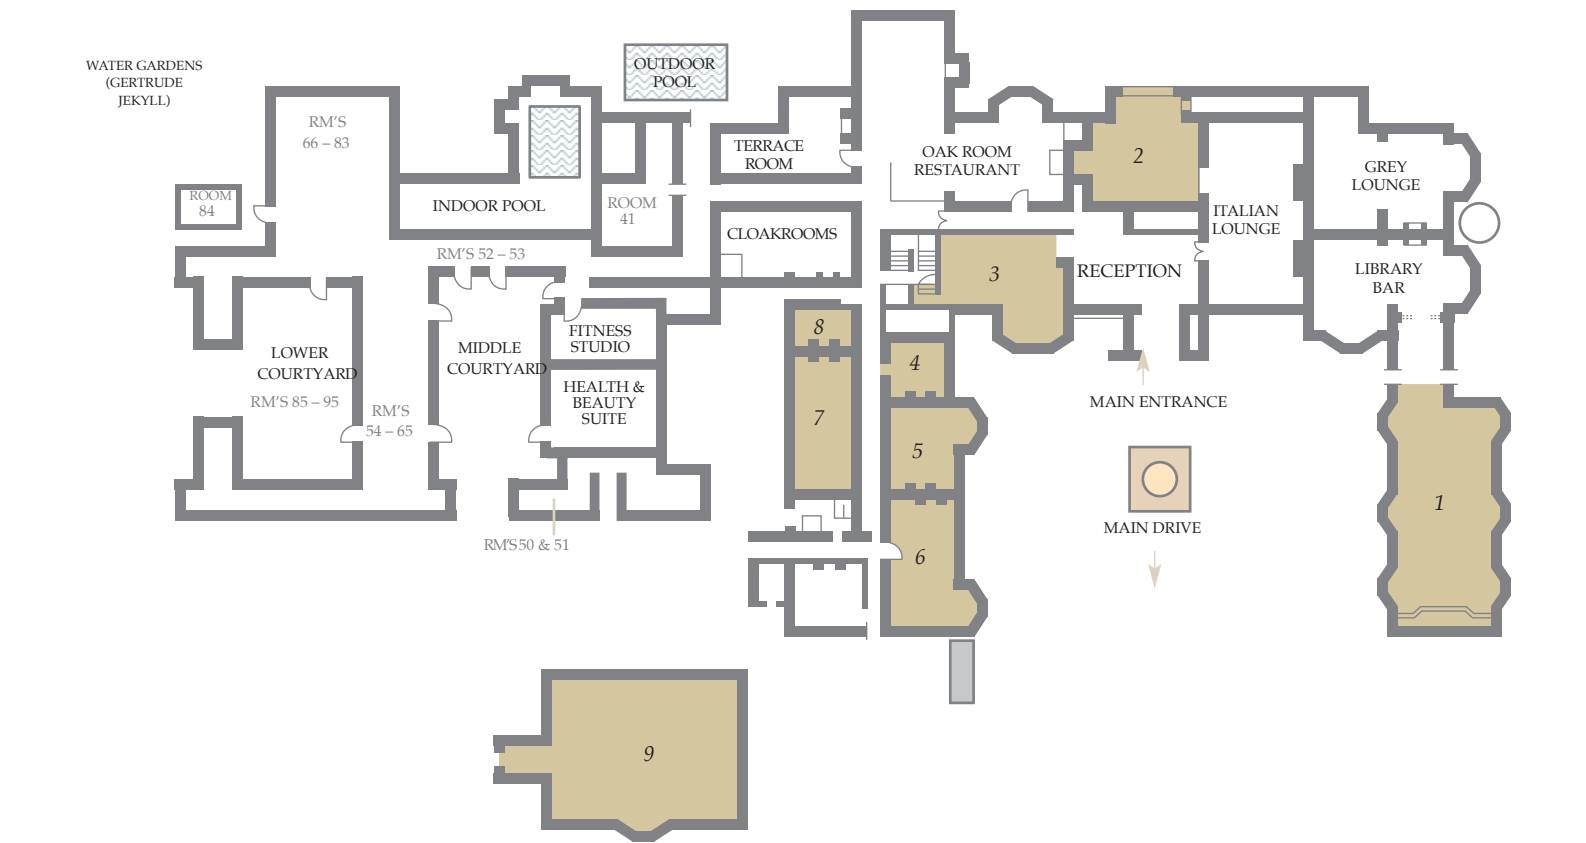 WATER GARDENS
(GERTRUDE
JEKYLL)
OUTDOOR
POOL
RM'S
66 – 83
TERRACE
ROOM
OAK ROOM
RESTAURANT
2
GREY
LOUNGE
ROOM
84
INDOOR POOL
ROOM
41
CLOAKROOMS
ITALIAN
LOUNGE
RM'S 52 – 53
3
RECEPTION
LIBRARY
BAR
LOWER
COURTYARD
RM'S 85 – 95
RM'S
54 – 65
MIDDLE
COURTYARD
FITNESS
STUDIO
HEALTH &
BEAUTY
SUITE
8
7
4
5
6
MAIN ENTRANCE
MAIN DRIVE
1
RM'S 50 & 51
9